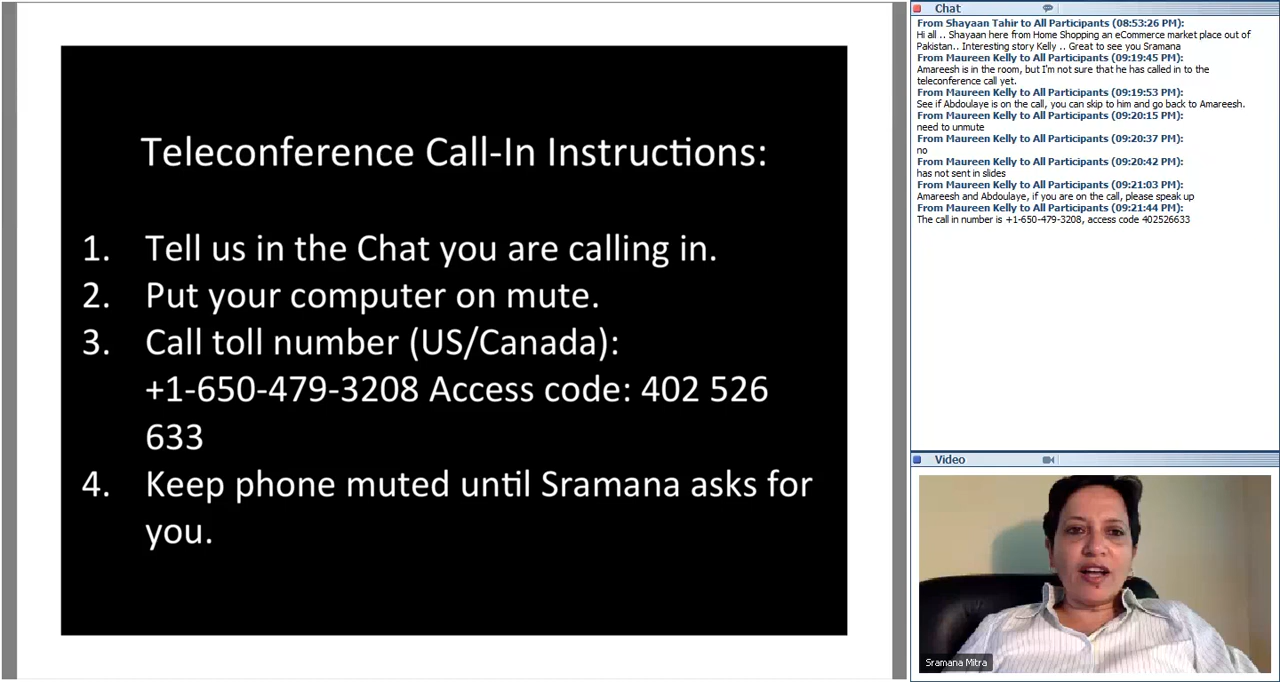 Teleconference Call-In Instructions:
1. Tell us in the Chat you are calling in.
2. Put your computer on mute.
3. Call toll number (US/Canada):
+1-650-479-3208 Access code: 402 526
633
4. Keep phone muted until Sramana asks for
you.
Chat
From Shayaan Tahir to All Participants (08:53:26 PM):
Hi all .. Shayaan here from Home Shopping an eCommerce market place out of
Pakistan.. Interesting story Kelly .. Great to see you Sramana
From Maureen Kelly to All Participants (09:19:45 PM):
Amareesh is in the room, but I'm not sure that he has called in to the
teleconference call yet.
From Maureen Kelly to All Participants (09:19:53 PM):
See if Abdoulaye is on the call, you can skip to him and go back to Amareesh.
From Maureen Kelly to All Participants (09:20:15 PM):
need to unmute
From Maureen Kelly to All Participants (09:20:37 PM):
no
From Maureen Kelly to All Participants (09:20:42 PM):
has not sent in slides
From Maureen Kelly to All Participants (09:21:03 PM):
Amareesh and Abdoulaye, if you are on the call, please speak up
From Maureen Kelly to All Participants (09:21:44 PM):
The call in number is +1-650-479-3208, access code 402526633
Video
Sramana Mitra